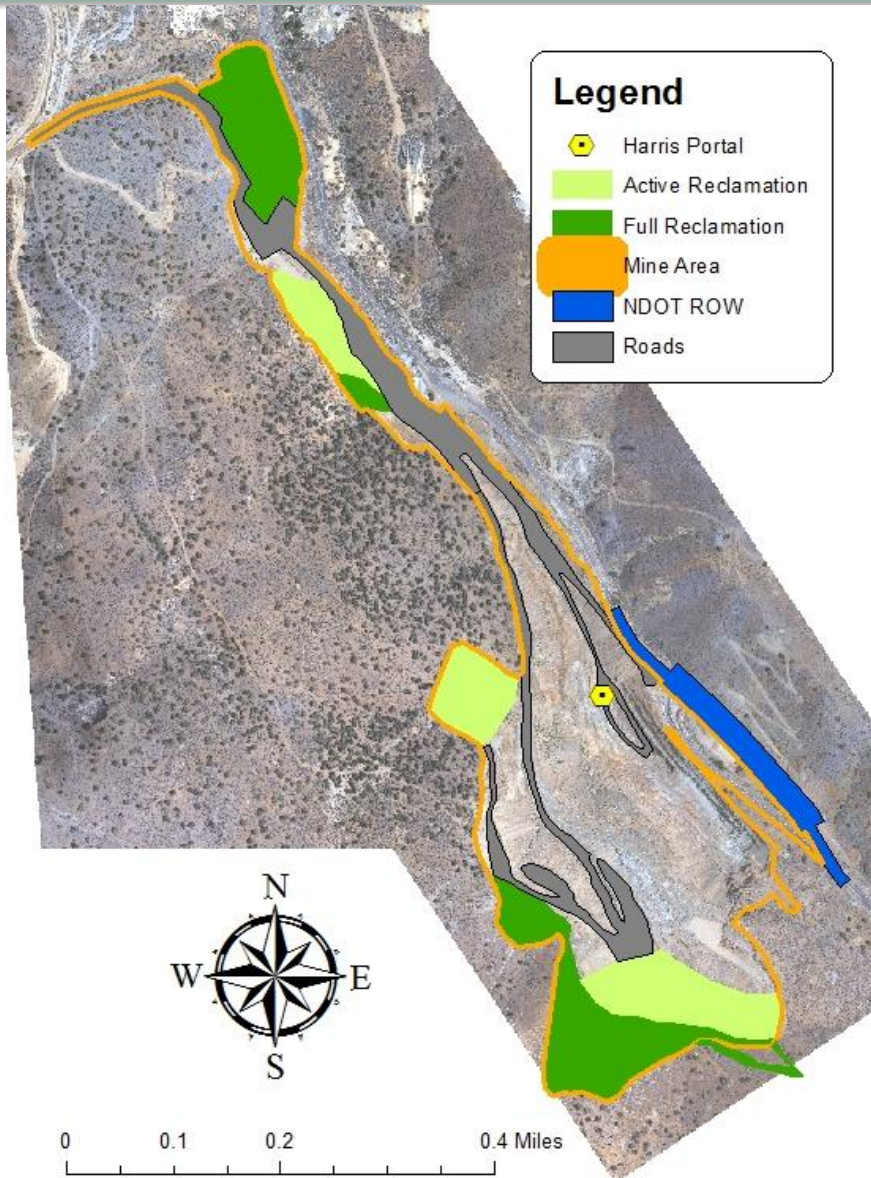 Legend
Harris Portal
Active Reclamation
Full Reclamation
Mine Area
NDOT ROW
Roads
N
W E
S
0 0.1 0.2 0.4 Miles